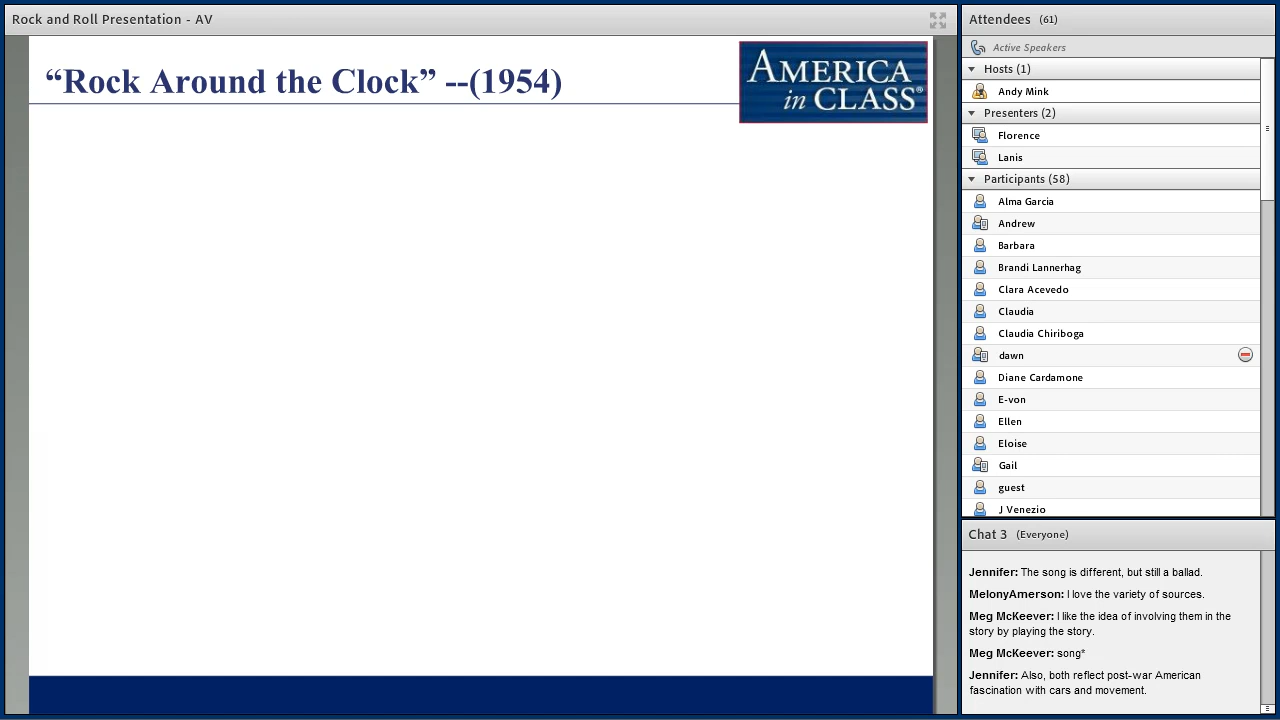 Rock and Roll Presentation - AV
“Rock Around the Clock” --(1954)
AMERICA
in CLASS®
Attendees (61)
Active Speakers
Hosts (1)
Andy Mink
Presenters (2)
Florence
Lanis
Participants (58)
Alma Garcia
Andrew
Barbara
Brandi Lannerhag
Clara Acevedo
Claudia
Claudia Chiriboga
dawn
Diane Cardamone
E-von
Ellen
Eloise
Gail
guest
J Venezio
Chat 3 (Everyone)
Jennifer: The song is different, but still a ballad.
MelonyAmerson: I love the variety of sources.
Meg McKeever: I like the idea of involving them in the
story by playing the story.
Meg McKeever: song*
Jennifer: Also, both reflect post-war American
fascination with cars and movement.